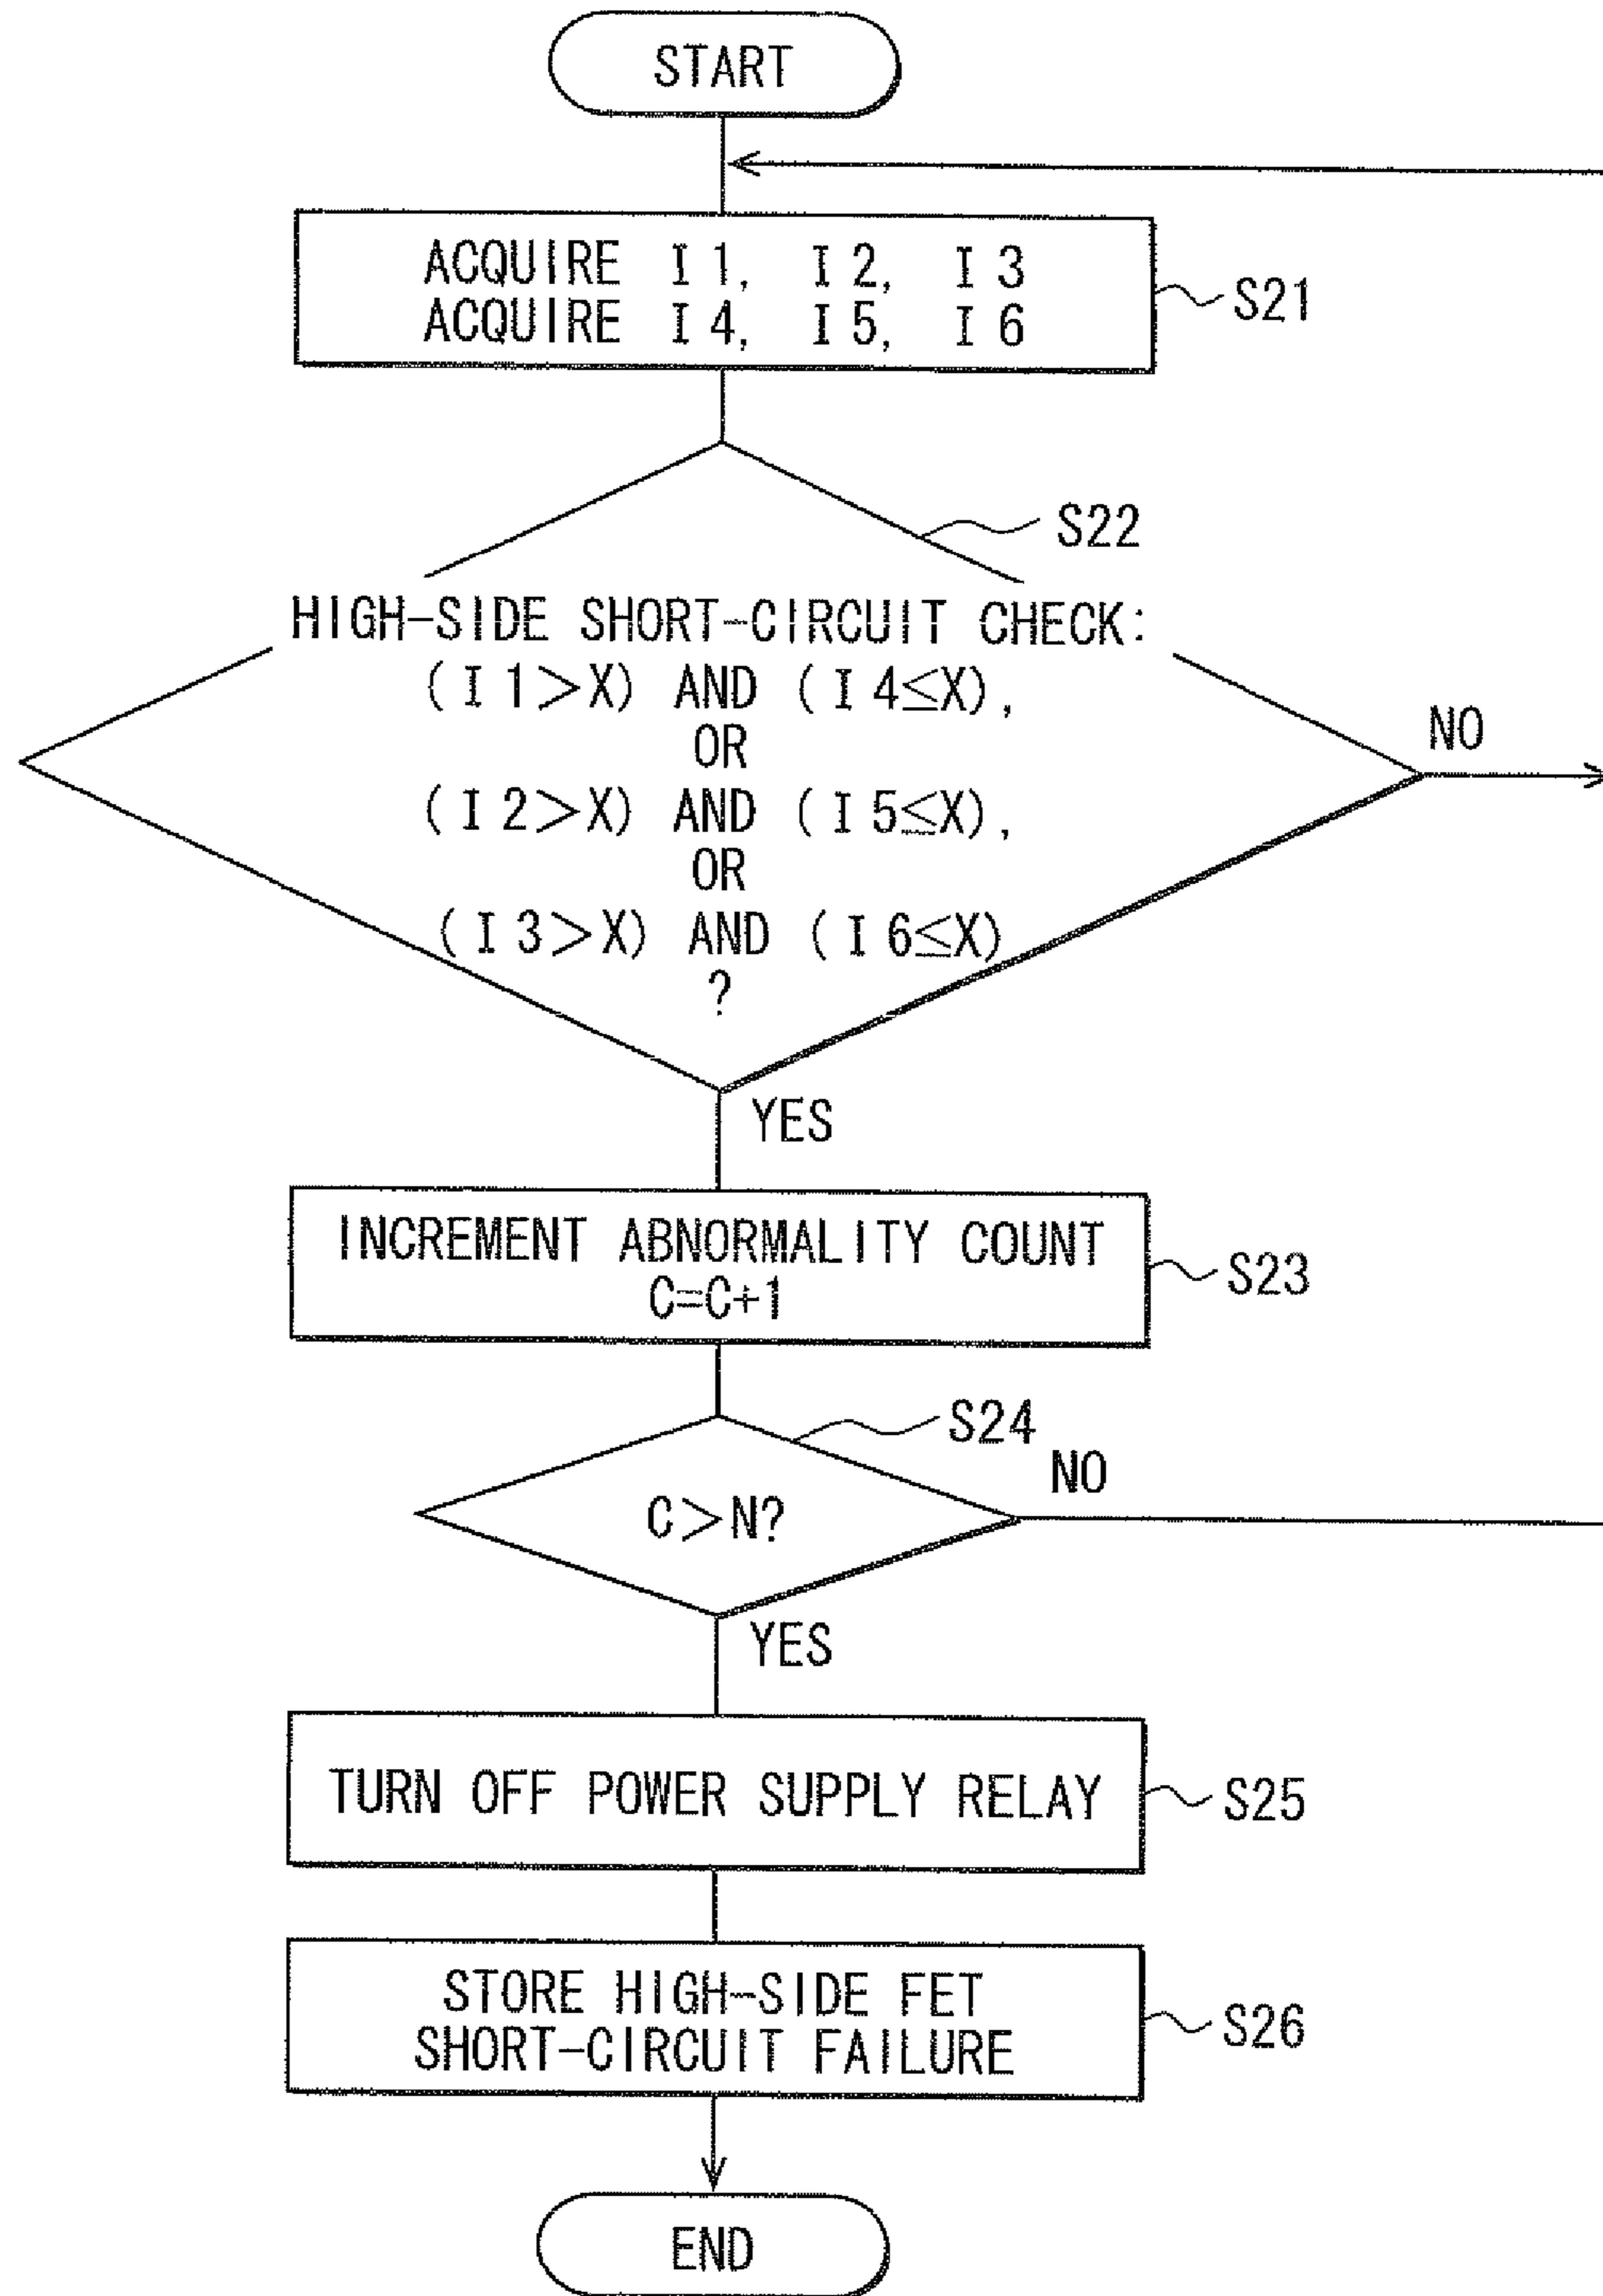 START
ACQUIRE I1, I2, I3
ACQUIRE I4, I5, I6
S21
S22
HIGH-SIDE SHORT-CIRCUIT CHECK:
(I1>X) AND (I4≦X),
OR
(I2>X) AND (I5≦X),
OR
(I3>X) AND (I6≦X)
?
NO
YES
INCREMENT ABNORMALITY COUNT
C=C+1
S23
S24
C>N?
NO
YES
TURN OFF POWER SUPPLY RELAY
S25
STORE HIGH-SIDE FET
SHORT-CIRCUIT FAILURE
S26
END